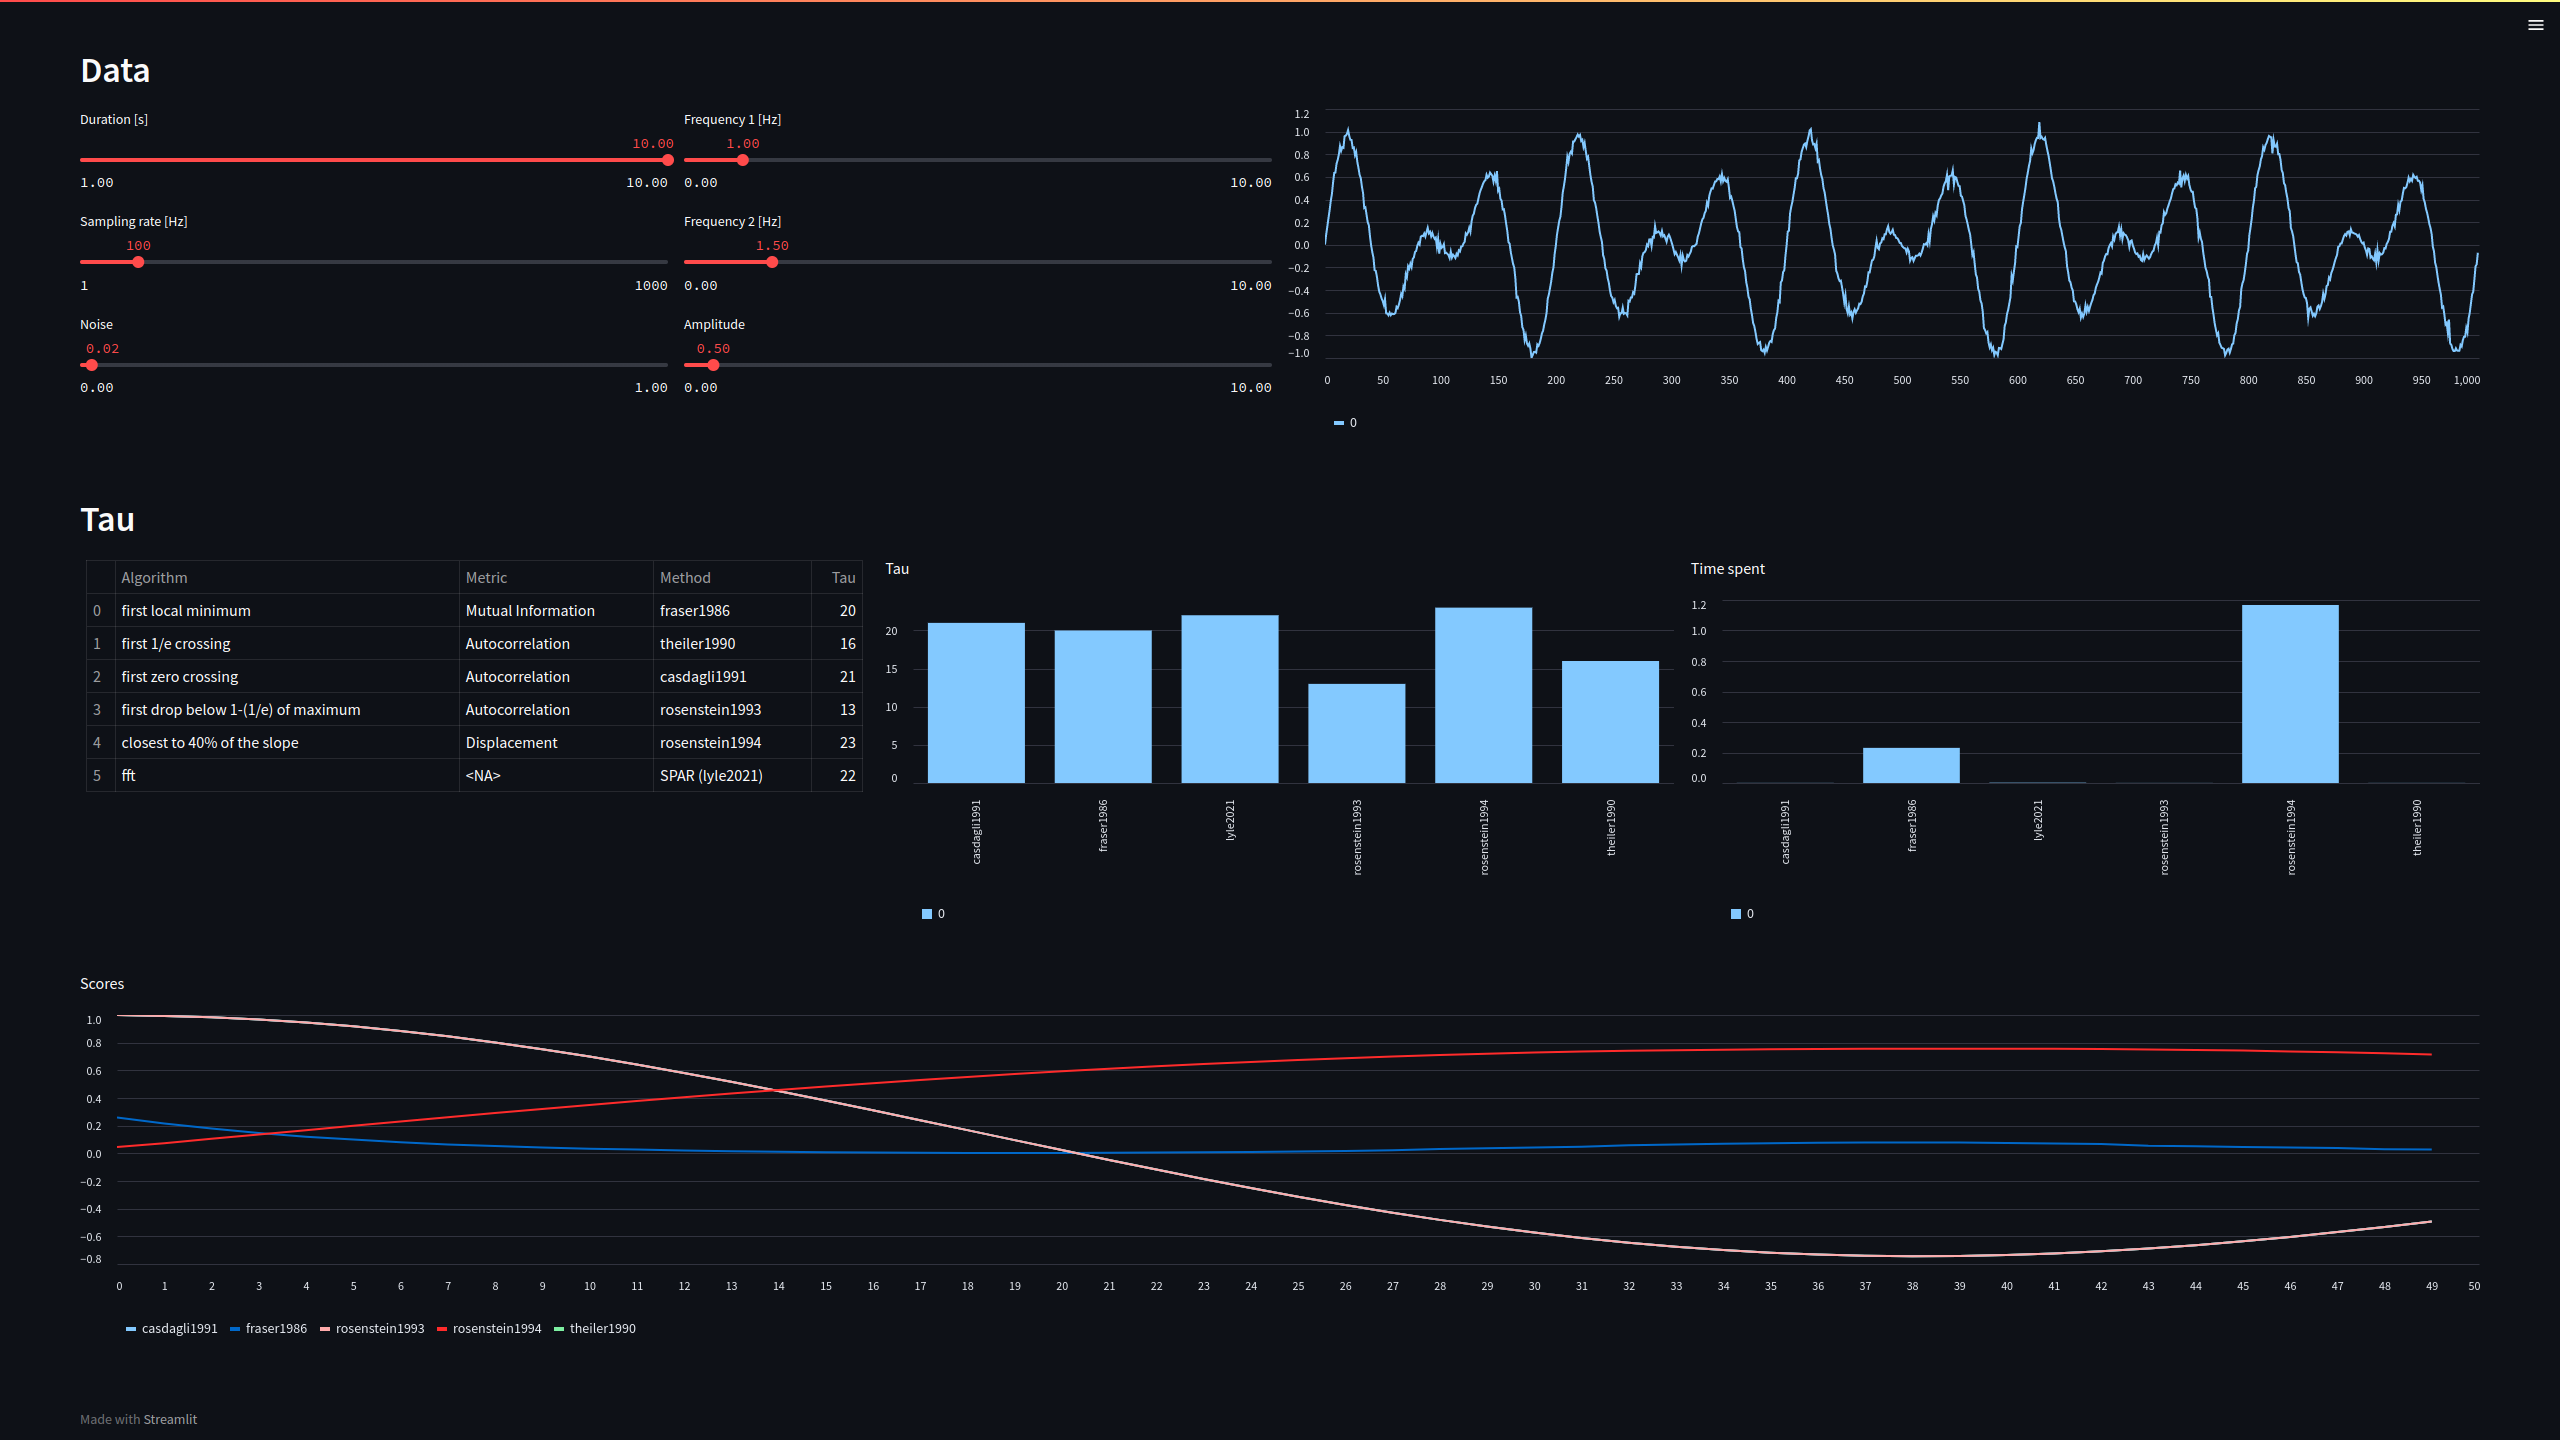 Data
Duration [s]
10.00
1.00 10.00
Frequency 1 [Hz]
1.00
0.00 10.00
Sampling rate [Hz]
100
1 1000
Frequency 2 [Hz]
1.50
0.00 10.00
Noise
0.02
0.00 1.00
Amplitude
0.50
0.00 10.00
1.2
1.0
0.8
0.6
0.4
0.2
0.0
−0.2
−0.4
−0.6
−0.8
−1.0
0 50 100 150 200 250 300 350 400 450 500 550 600 650 700 750 800 850 900 950 1,000
0
Tau
Algorithm Metric Method Tau
0 first local minimum Mutual Information fraser1986 20
1 first 1/e crossing Autocorrelation theiler1990 16
2 first zero crossing Autocorrelation casdagli1991 21
3 first drop below 1-(1/e) of maximum Autocorrelation rosenstein1993 13
4 closest to 40% of the slope Displacement rosenstein1994 23
5 fft <NA> SPAR (lyle2021) 22
Tau
20
15
10
5
0
casdagli1991 fraser1986 lyle2021 rosenstein1993 rosenstein1994 theiler1990
0
Time spent
1.2
1.0
0.8
0.6
0.4
0.2
0.0
casdagli1991 fraser1986 lyle2021 rosenstein1993 rosenstein1994 theiler1990
0
Scores
1.0
0.8
0.6
0.4
0.2
0.0
−0.2
−0.4
−0.6
−0.8
0 1 2 3 4 5 6 7 8 9 10 11 12 13 14 15 16 17 18 19 20 21 22 23 24 25 26 27 28 29 30 31 32 33 34 35 36 37 38 39 40 41 42 43 44 45 46 47 48 49 50
casdagli1991 fraser1986 rosenstein1993 rosenstein1994 theiler1990
Made with Streamlit